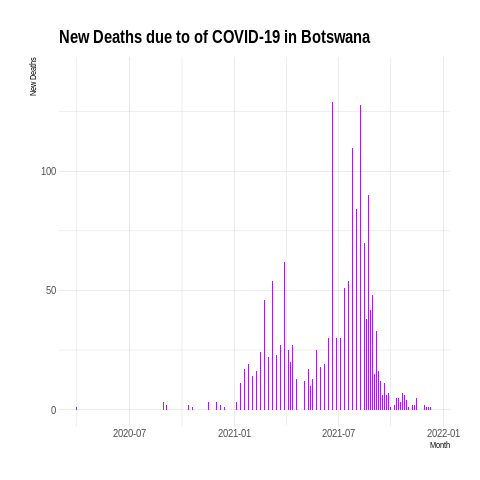 New Deaths due to of COVID-19 in Botswana
New Deaths
100
50
0
2020-07
2021-01
2021-07
2022-01
Month